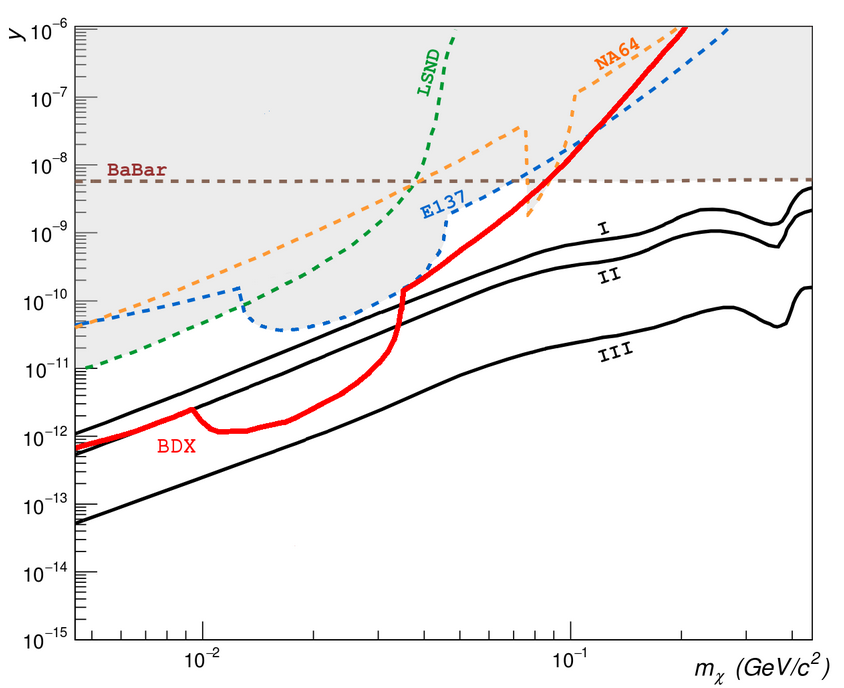 y
10⁻⁶
10⁻⁷
10⁻⁸
10⁻⁹
10⁻¹⁰
10⁻¹¹
10⁻¹²
10⁻¹³
10⁻¹⁴
10⁻¹⁵
LSND
NA64
BaBar
E137
I
II
III
BDX
10⁻²
10⁻¹
mχ (GeV/c²)